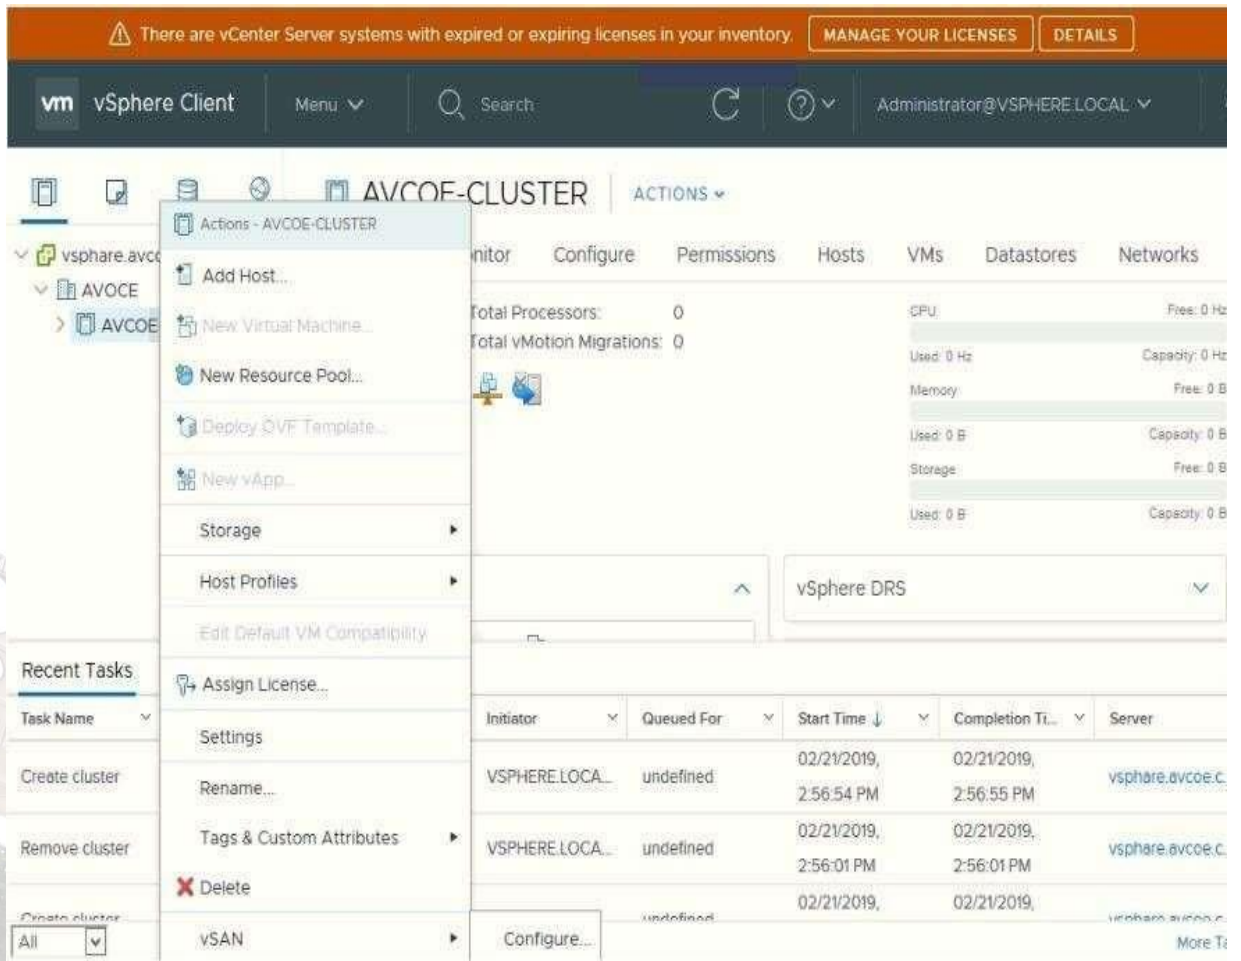 There are vCenter Server systems with expired or expiring licenses in your inventory. MANAGE YOUR LICENSES DETAILS
vm vSphere Client Menu Search Administrator@VSPHERE.LOCAL
AVCOE-CLUSTER ACTIONS
Actions - AVCOE-CLUSTER
vsphare.avco
AVOCE
AVCOE
Add Host...
New Virtual Machine...
New Resource Pool...
Deploy OVF Template...
New vApp...
Storage
Host Profiles
Edit Default VM Compatibility
Assign License...
Settings
Rename...
Tags & Custom Attributes
Delete
vSAN
Configure...
nitor Configure Permissions Hosts VMs Datastores Networks
Total Processors: 0
Total vMotion Migrations: 0
CPU Free: 0 Hz
Used: 0 Hz Capacity: 0 Hz
Memory Free: 0 B
Used: 0 B Capacity: 0 B
Storage Free: 0 B
Used: 0 B Capacity: 0 B
vSphere DRS
Recent Tasks
Task Name Initiator Queued For Start Time Completion Ti... Server
Create cluster VSPHERE.LOCA... undefined 02/21/2019, 2:56:54 PM 02/21/2019, 2:56:55 PM vsphare.avcoe.c
Remove cluster VSPHERE.LOCA... undefined 02/21/2019, 2:56:01 PM 02/21/2019, 2:56:01 PM vsphare.avcoe.c
Create cluster undefined 02/21/2019, 02/21/2019, vsphare.avcoe.c
All More Ta